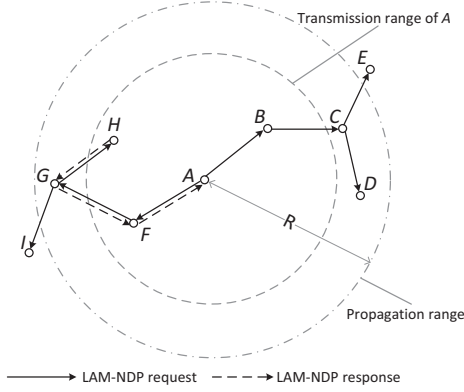 Transmission range of A
E
B
C
H
G
A
D
F
R
I
Propagation range
LAM-NDP request
LAM-NDP response